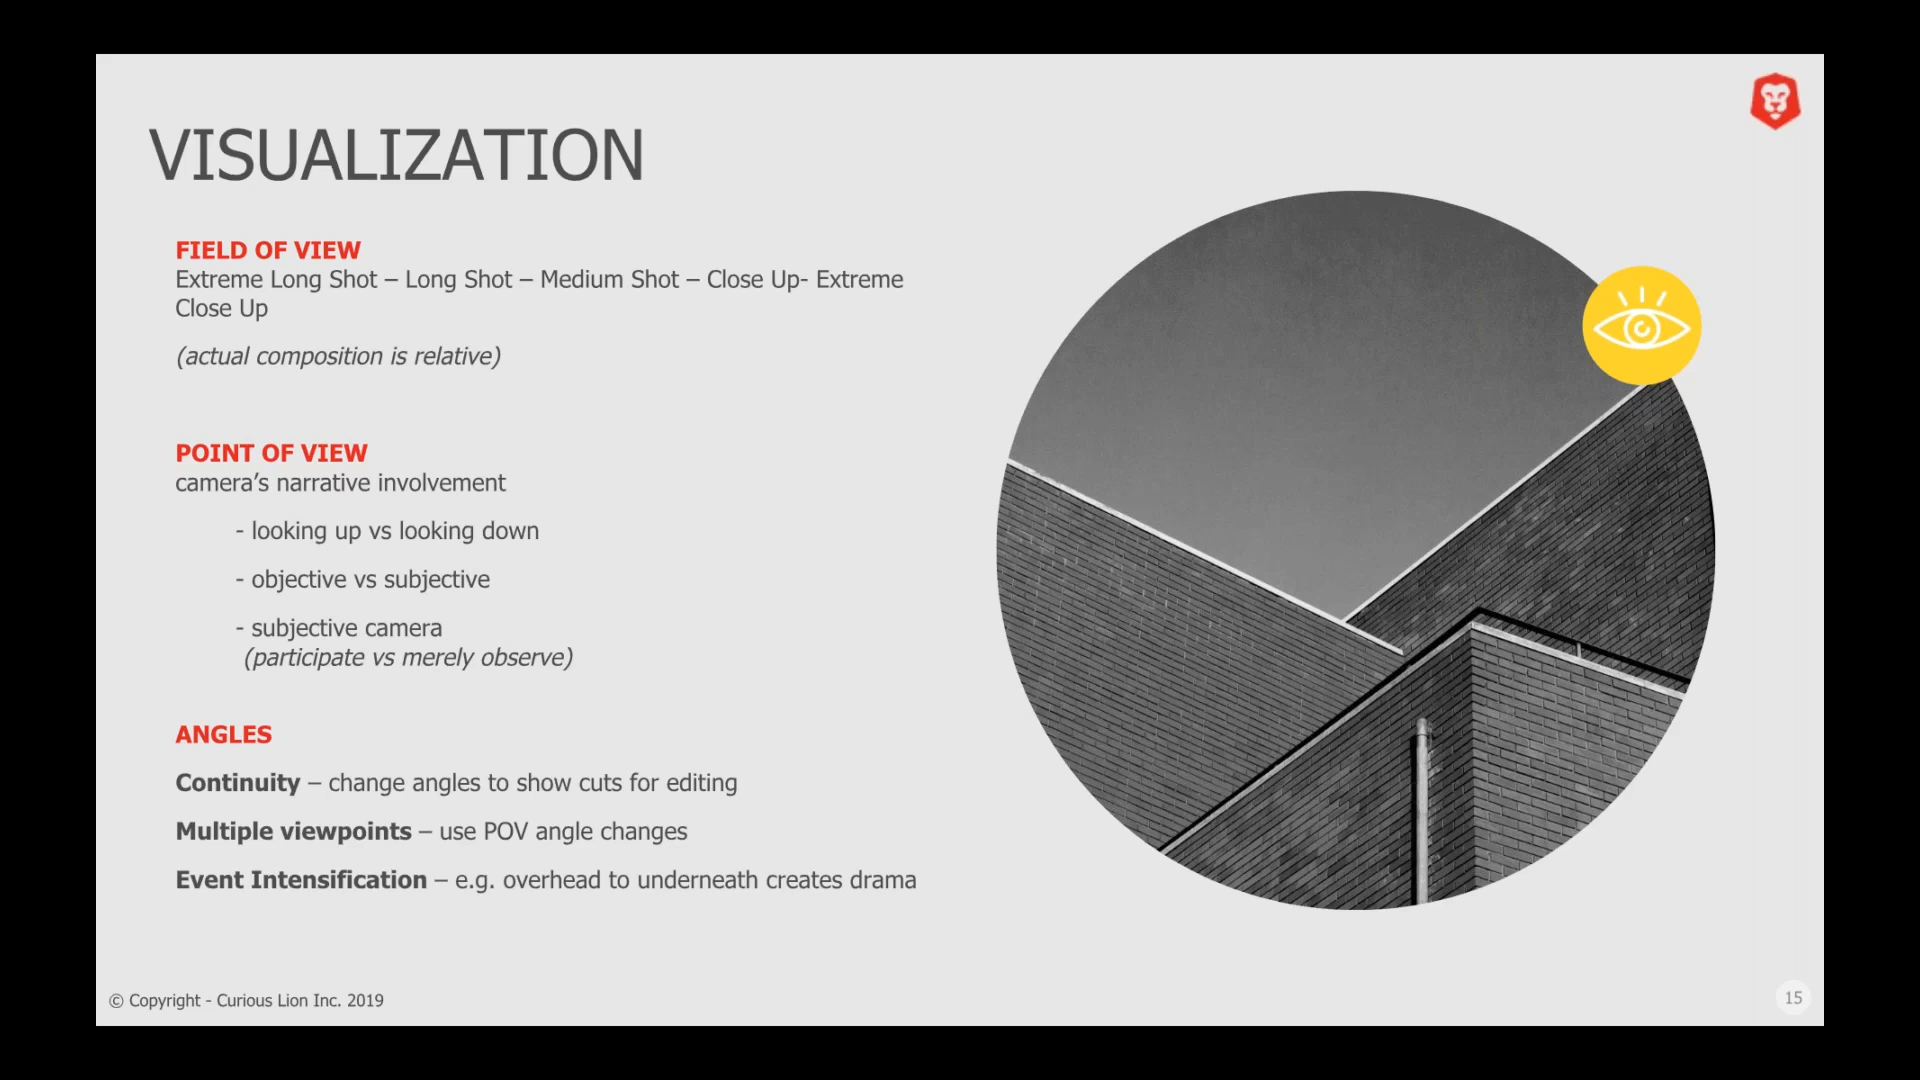 VISUALIZATION
FIELD OF VIEW
Extreme Long Shot – Long Shot – Medium Shot – Close Up- Extreme
Close Up
(actual composition is relative)
POINT OF VIEW
camera’s narrative involvement
- looking up vs looking down
- objective vs subjective
- subjective camera
(participate vs merely observe)
ANGLES
Continuity – change angles to show cuts for editing
Multiple viewpoints – use POV angle changes
Event Intensification – e.g. overhead to underneath creates drama
© Copyright - Curious Lion Inc. 2019
15